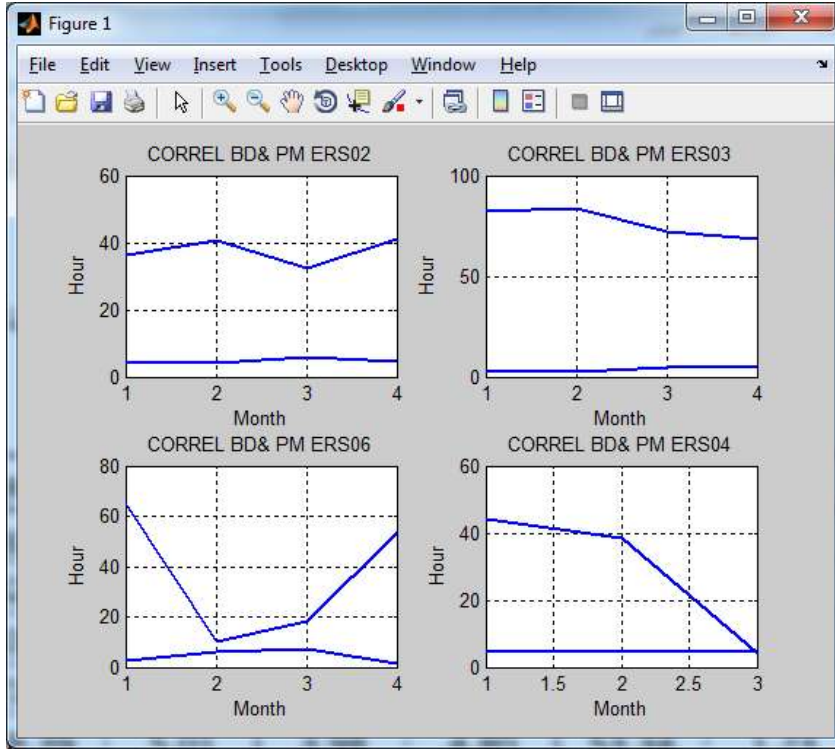 Figure 1
File Edit View Insert Tools Desktop Window Help
CORREL BD& PM ERS02
60
40
20
0
Hour
1 2 3 4
Month
CORREL BD& PM ERS03
100
50
0
Hour
1 2 3 4
Month
CORREL BD& PM ERS06
80
60
40
20
0
Hour
1 2 3 4
Month
CORREL BD& PM ERS04
60
40
20
0
Hour
1 1.5 2 2.5 3
Month